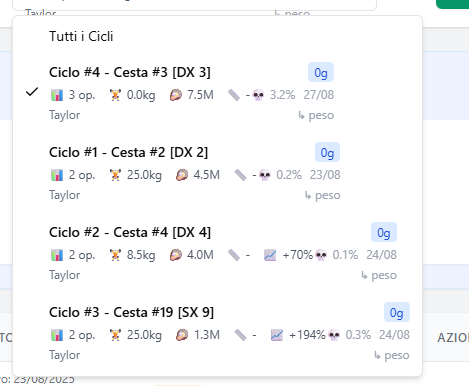 Taylor
↳ peso
Tutti i Cicli
Ciclo #4 - Cesta #3 [DX 3] 0g
✓ 📊 3 op. 🏋 0.0kg 🦪 7.5M 📏 - 💀 3.2% 27/08
Taylor ↳ peso
Ciclo #1 - Cesta #2 [DX 2] 0g
📊 2 op. 🏋 25.0kg 🦪 4.5M 📏 - 💀 0.2% 23/08
Taylor ↳ peso
Ciclo #2 - Cesta #4 [DX 4] 0g
📊 2 op. 🏋 8.5kg 🦪 4.0M 📏 - 📈 +70% 💀 0.1% 24/08
Taylor ↳ peso
Ciclo #3 - Cesta #19 [SX 9] 0g
📊 2 op. 🏋 25.0kg 🦪 1.3M 📏 - 📈 +194% 💀 0.3% 24/08
Taylor ↳ peso
TO AZION
vo: 23/08/2025